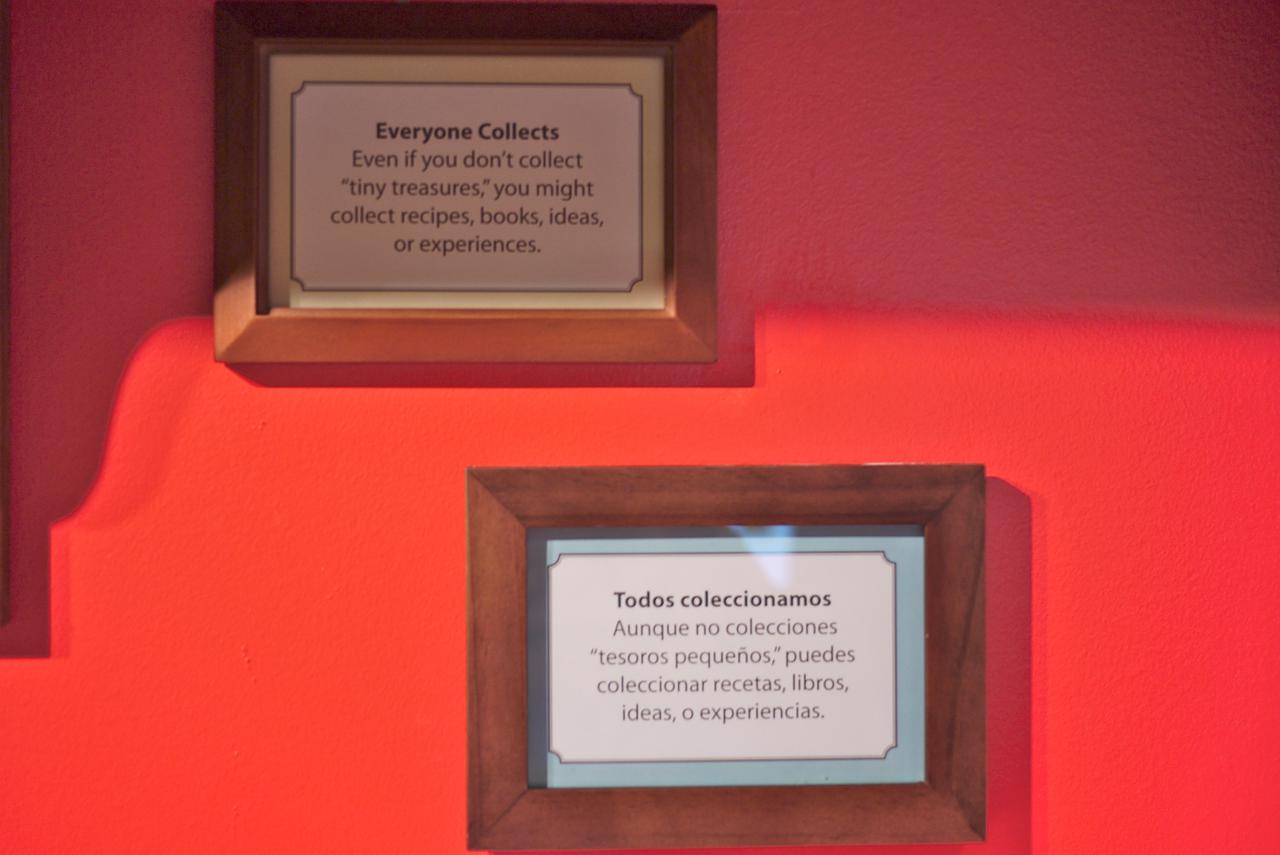 Everyone Collects
Even if you don’t collect
“tiny treasures,” you might
collect recipes, books, ideas,
or experiences.
Todos coleccionamos
Aunque no colecciones
“tesoros pequeños,” puedes
coleccionar recetas, libros,
ideas, o experiencias.